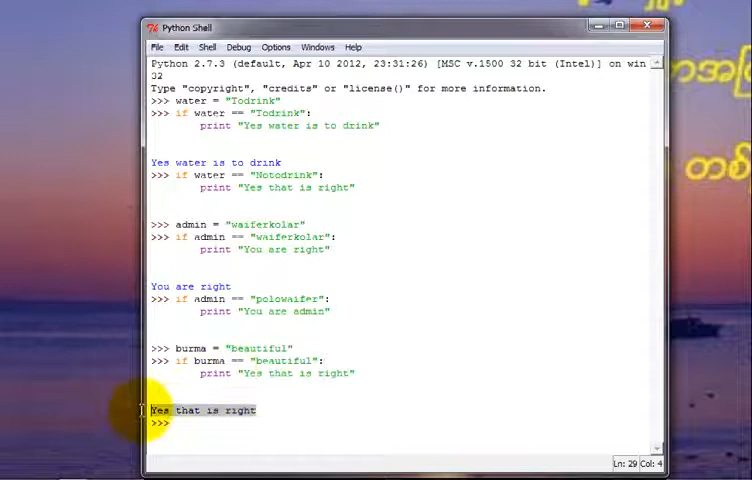 Python Shell
File Edit Shell Debug Options Windows Help
Python 2.7.3 (default, Apr 10 2012, 23:31:26) [MSC v.1500 32 bit (Intel)] on win
32
Type "copyright", "credits" or "license()" for more information.
>>> water = "Todrink"
>>> if water == "Todrink":
print "Yes water is to drink"
Yes water is to drink
>>> if water == "Notodrink":
print "Yes that is right"
>>> admin = "waiferkolar"
>>> if admin == "waiferkolar":
print "You are right"
You are right
>>> if admin == "polowaifer":
print "You are admin"
>>> burma = "beautiful"
>>> if burma == "beautiful":
print "Yes that is right"
Yes that is right
>>>
Ln: 29 Col: 4